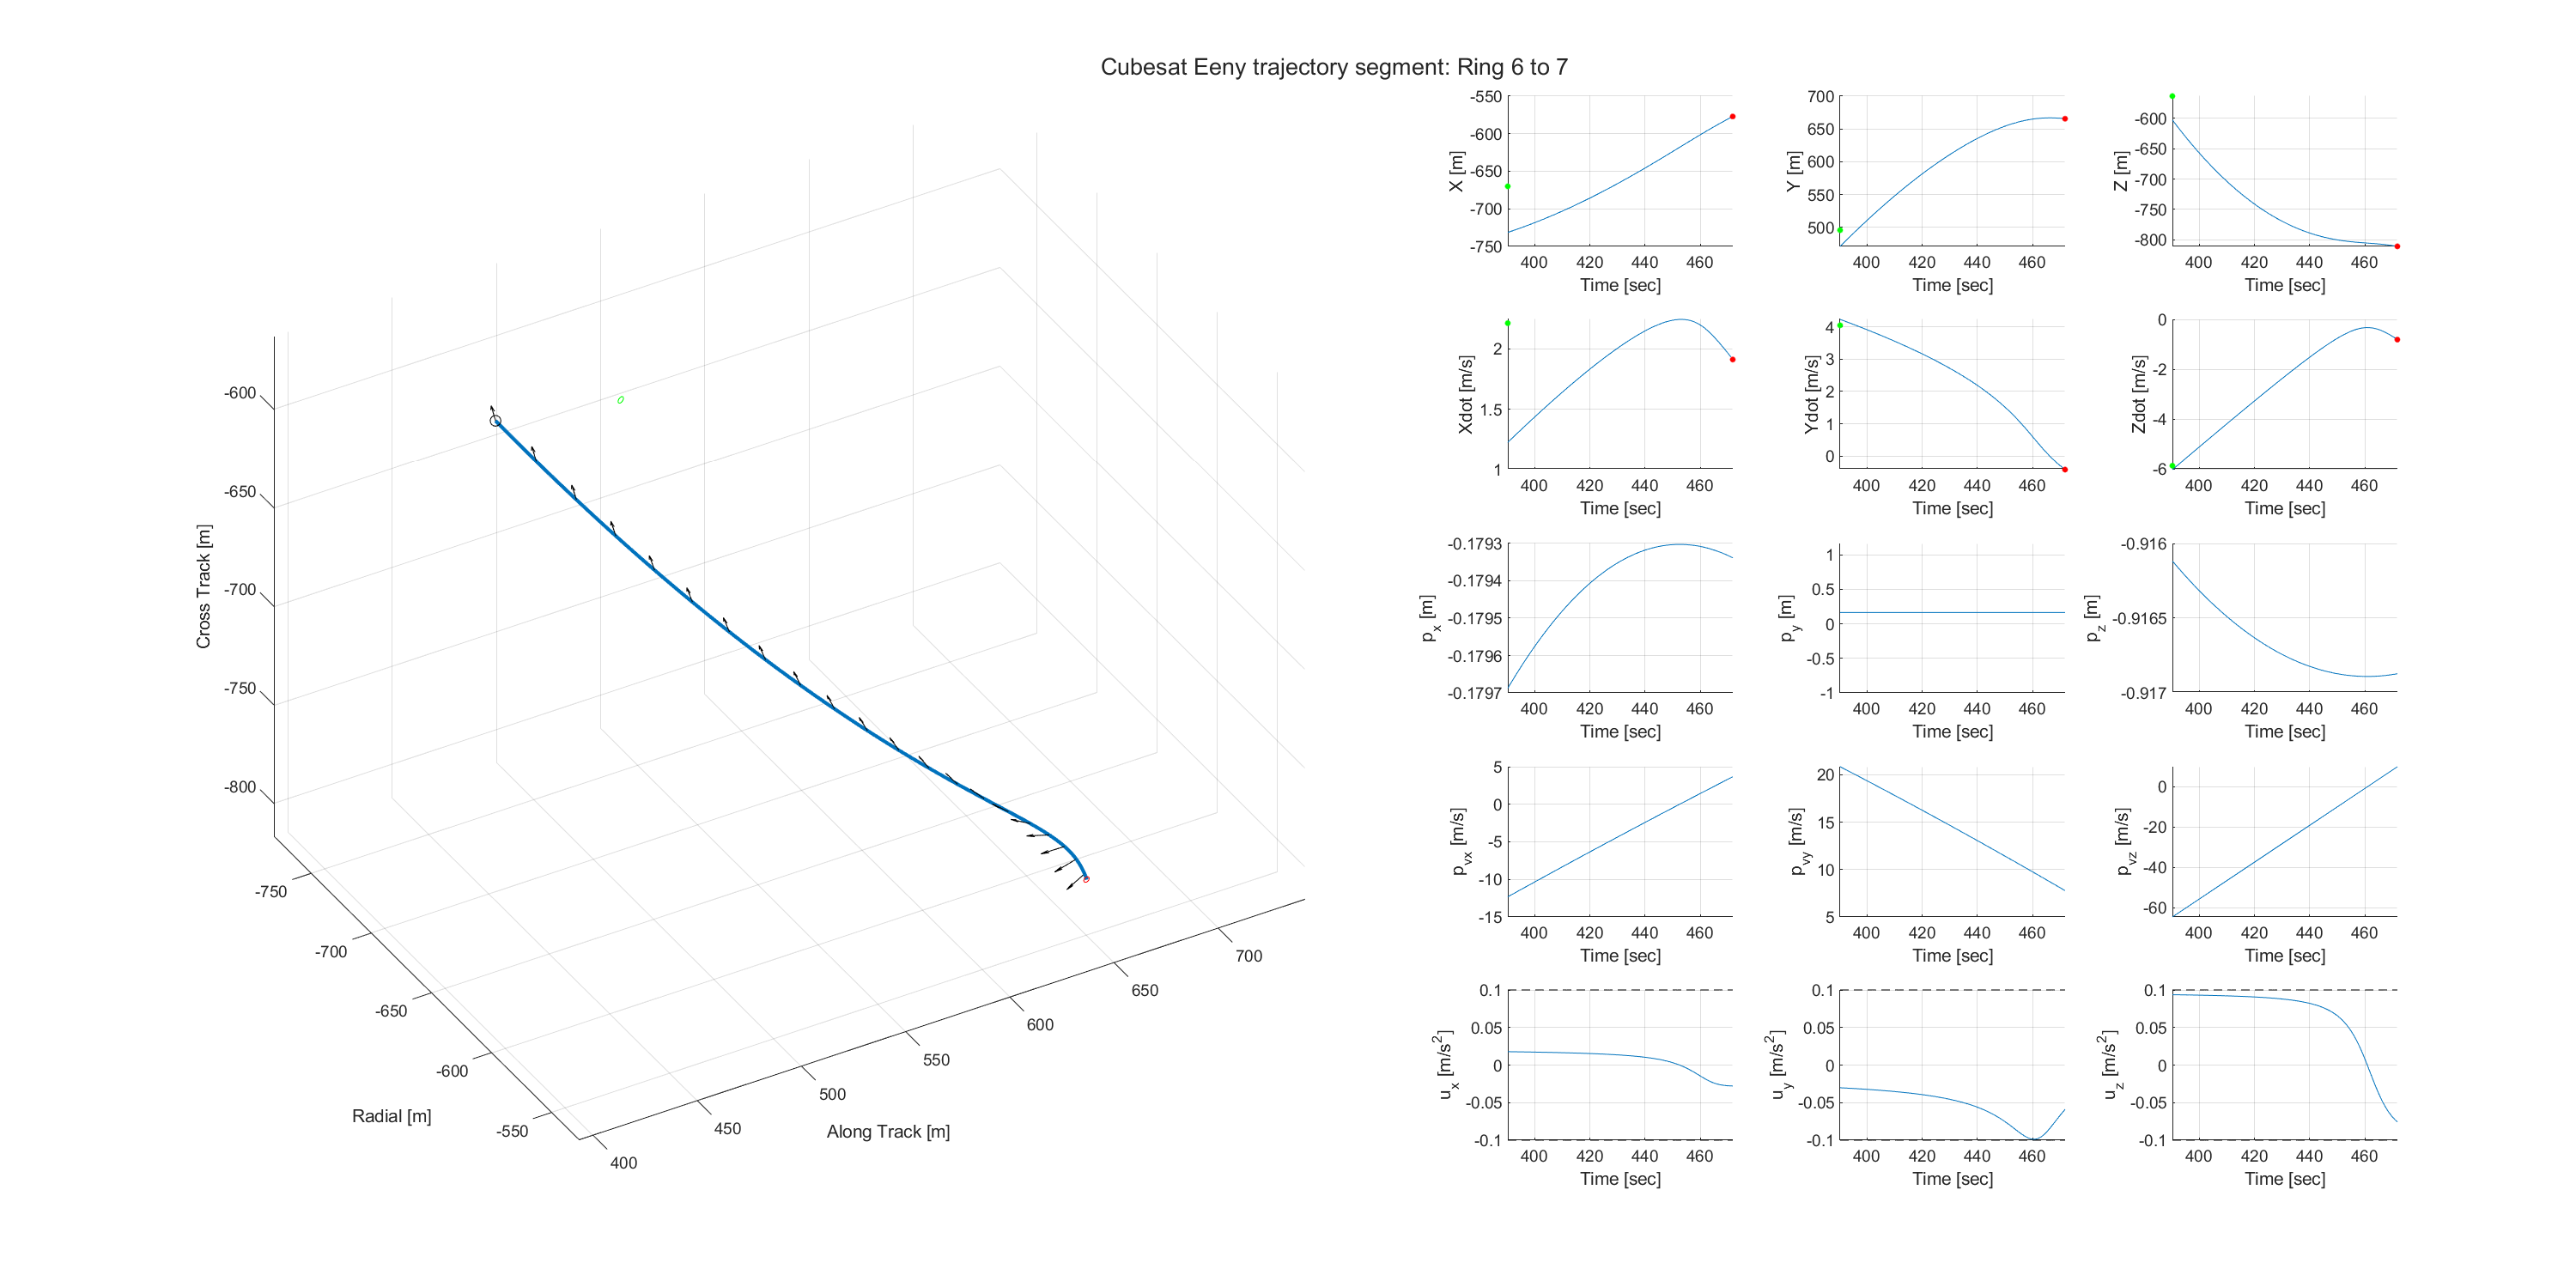 Cubesat Eeny trajectory segment: Ring 6 to 7
-600
-650
-700
-750
-800
Cross Track [m]
-750
-700
-650
-600
-550
Radial [m]
400
450
500
550
600
650
700
Along Track [m]
-550
-600
-650
-700
-750
X [m]
400 420 440 460
Time [sec]
700
650
600
550
500
Y [m]
400 420 440 460
Time [sec]
-600
-650
-700
-750
-800
Z [m]
400 420 440 460
Time [sec]
2
1.5
1
Xdot [m/s]
400 420 440 460
Time [sec]
4
3
2
1
0
Ydot [m/s]
400 420 440 460
Time [sec]
0
-2
-4
-6
Zdot [m/s]
400 420 440 460
Time [sec]
-0.1793
-0.1794
-0.1795
-0.1796
-0.1797
p_x [m]
400 420 440 460
Time [sec]
1
0.5
0
-0.5
-1
p_y [m]
400 420 440 460
Time [sec]
-0.916
-0.9165
-0.917
p_z [m]
400 420 440 460
Time [sec]
5
0
-5
-10
-15
p_vx [m/s]
400 420 440 460
Time [sec]
20
15
10
5
p_vy [m/s]
400 420 440 460
Time [sec]
0
-20
-40
-60
p_vz [m/s]
400 420 440 460
Time [sec]
0.1
0.05
0
-0.05
-0.1
u_x [m/s²]
400 420 440 460
Time [sec]
0.1
0.05
0
-0.05
-0.1
u_y [m/s²]
400 420 440 460
Time [sec]
0.1
0.05
0
-0.05
-0.1
u_z [m/s²]
400 420 440 460
Time [sec]